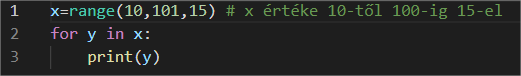 1 x=range(10,101,15) # x értéke 10-től 100-ig 15-el
2 for y in x:
3     print(y)